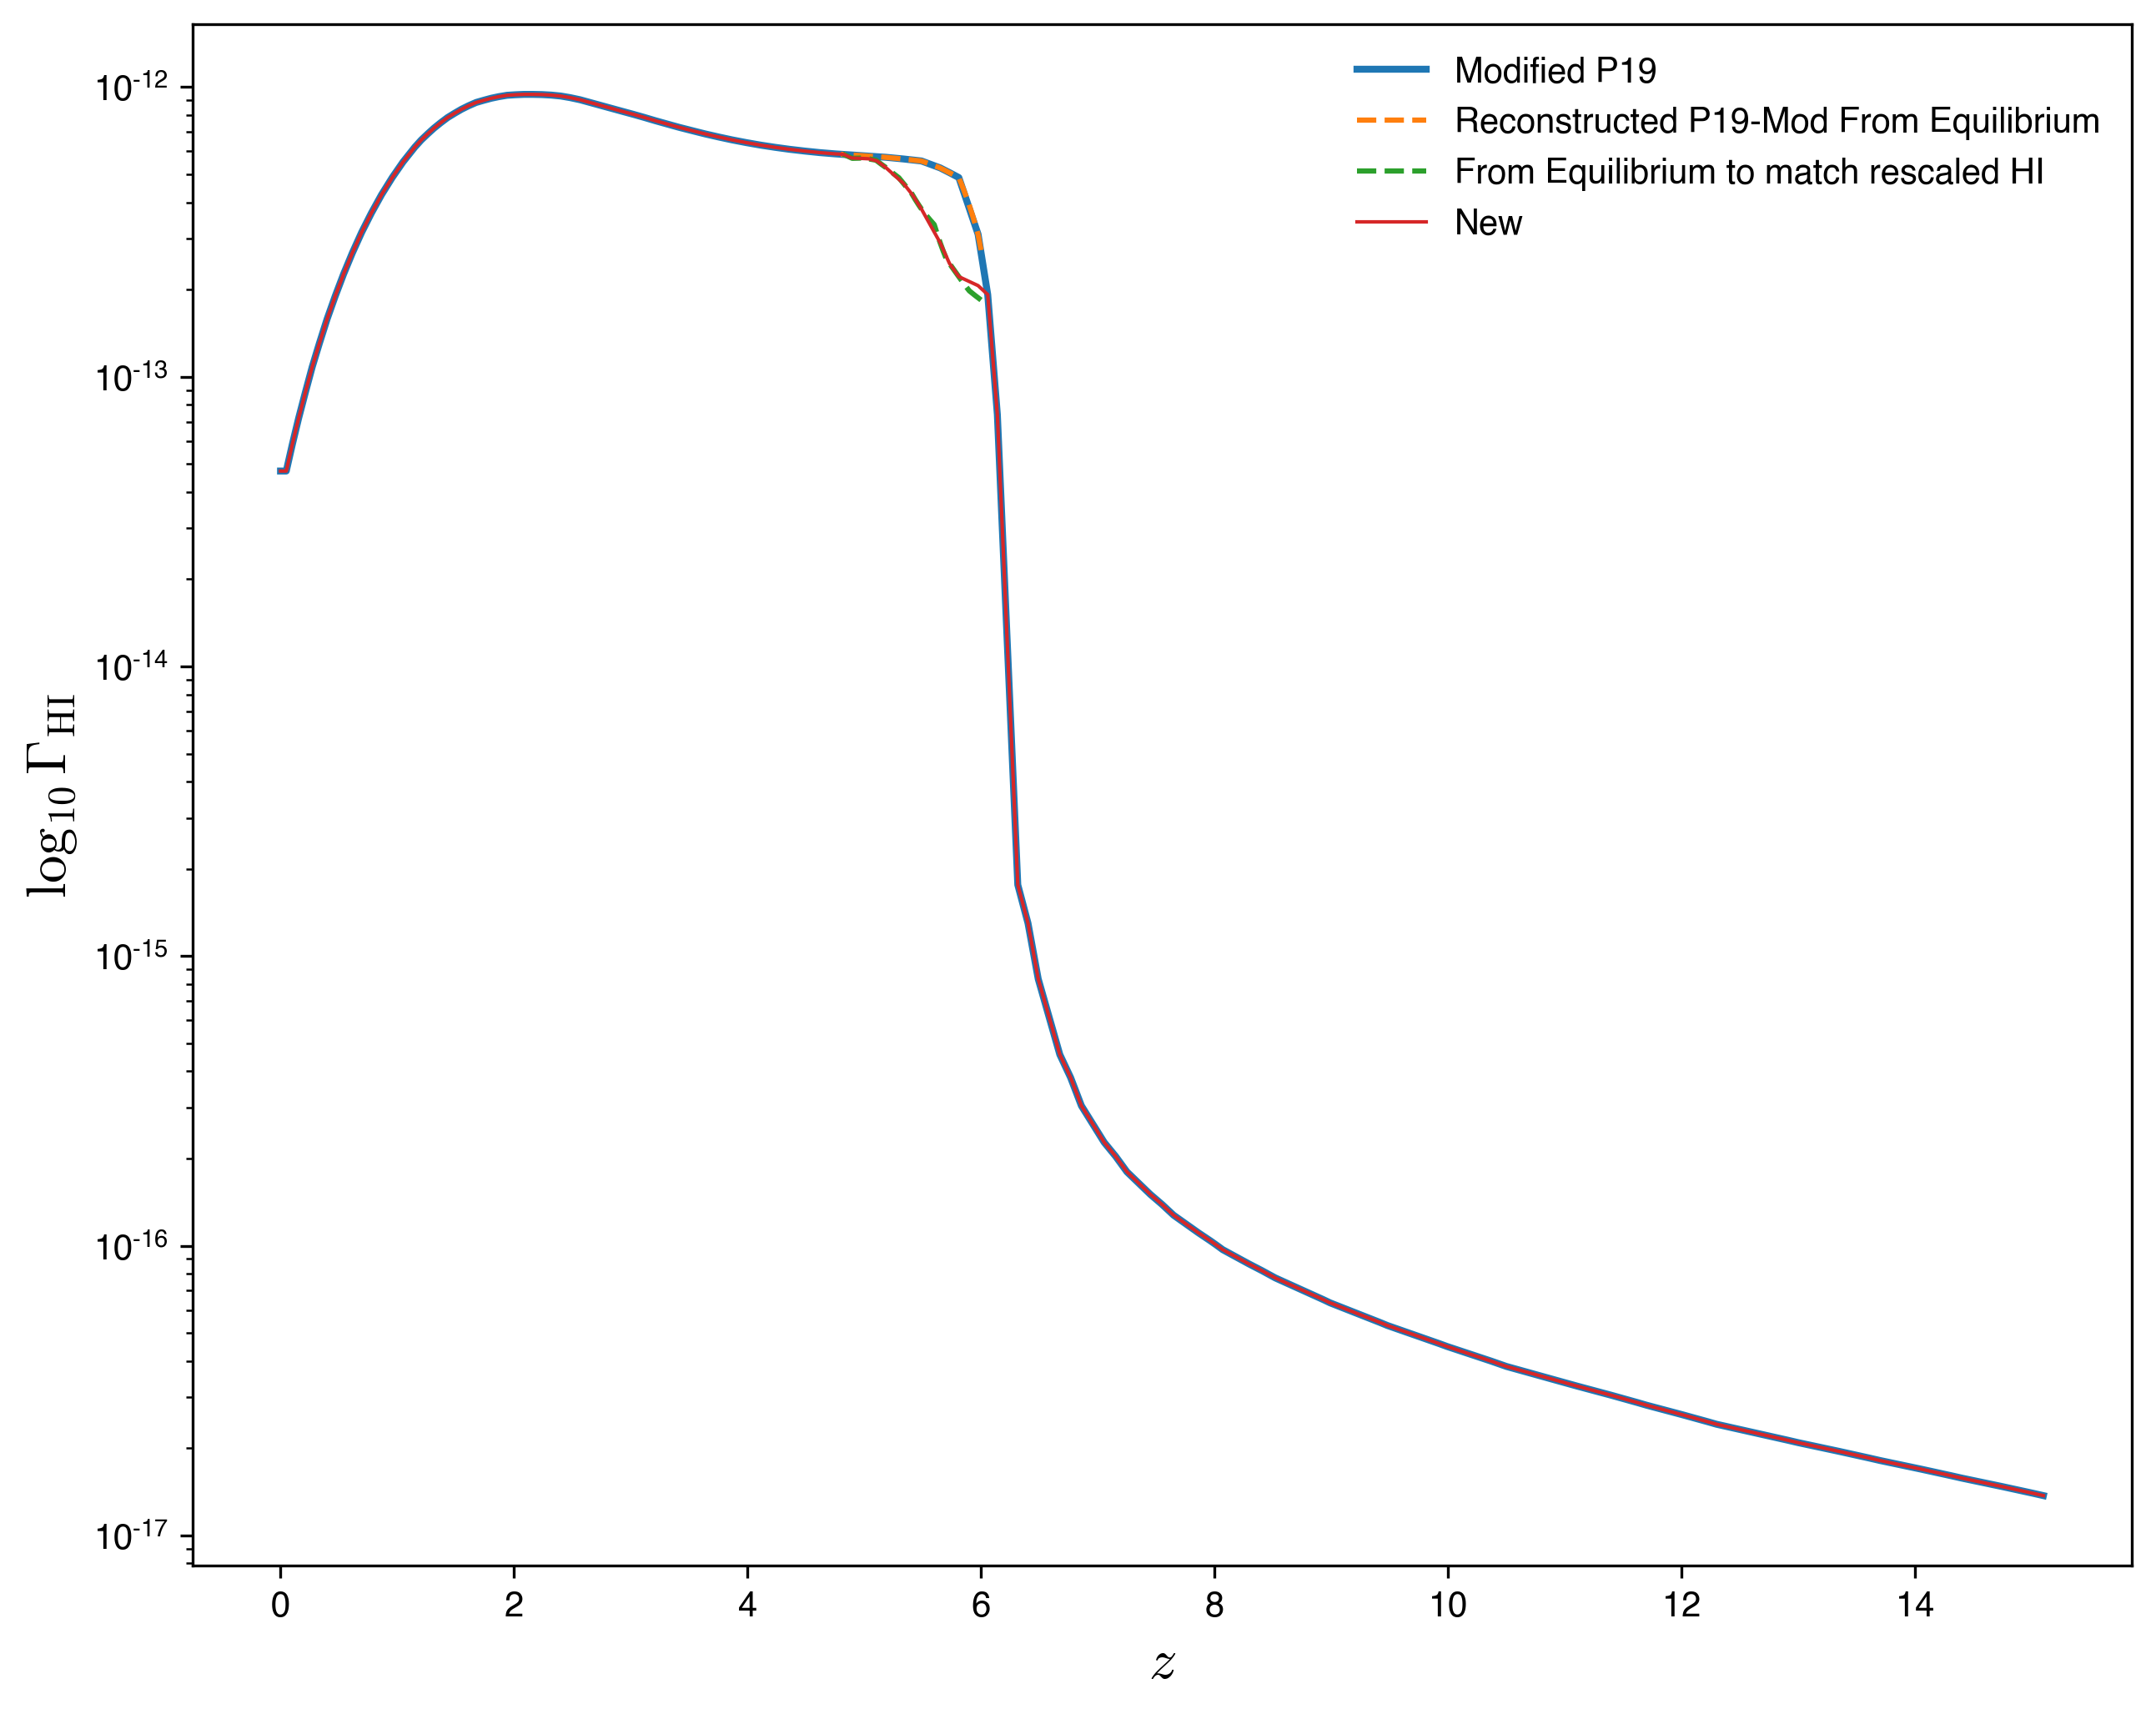 Modified P19
Reconstructed P19-Mod From Equilibrium
From Equilibrium to match rescaled HI
New
10-12
10-13
10-14
10-15
10-16
10-17
log10 ΓHI
0 2 4 6 8 10 12 14
z